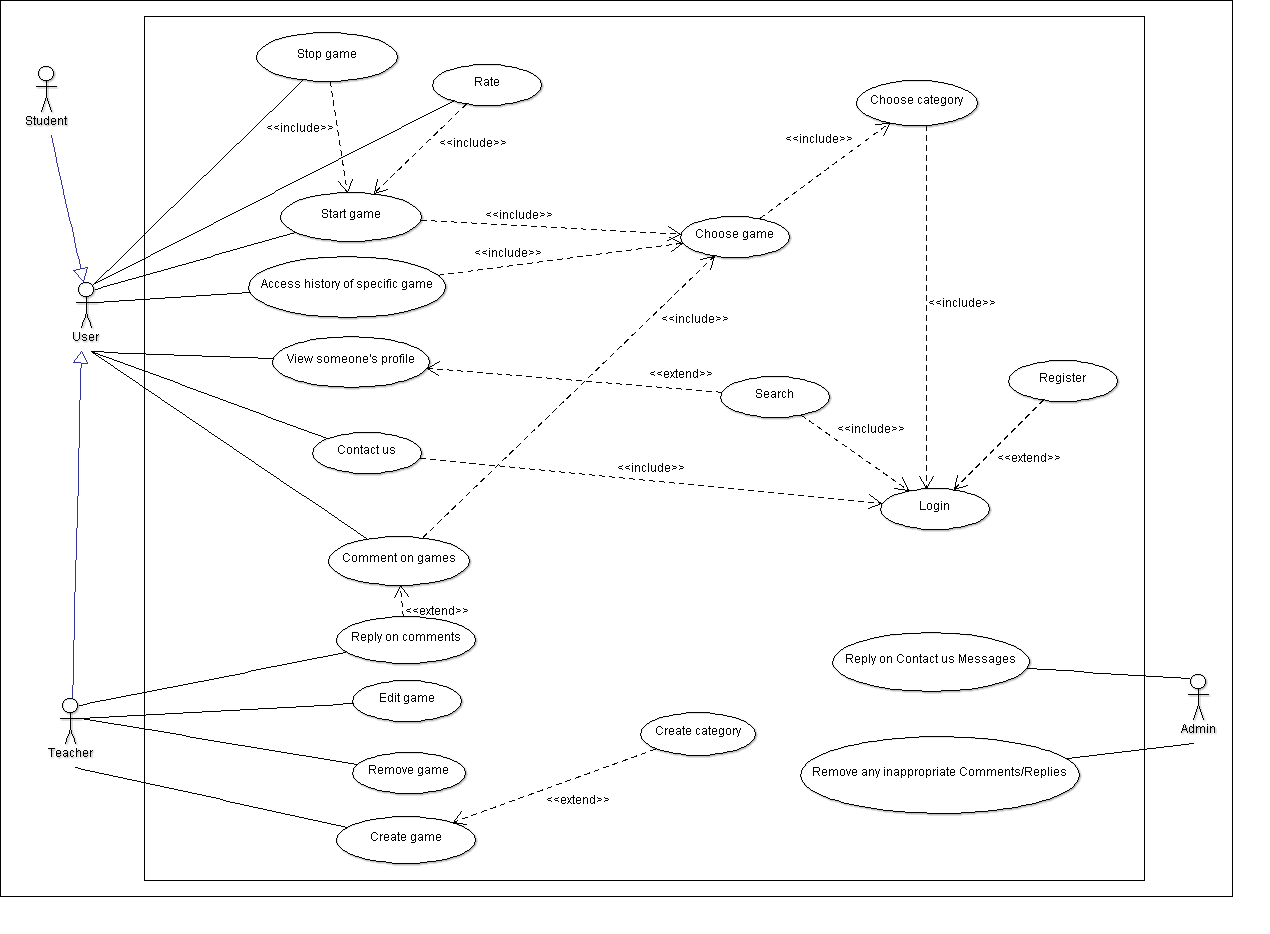 Stop game
Rate
Choose category
Student
<<include>>
<<include>>
<<include>>
Start game
<<include>>
Choose game
<<include>>
Access history of specific game
<<include>>
<<include>>
User
View someone's profile
<<extend>>
Search
Register
<<include>>
Contact us
<<include>>
<<extend>>
Login
Comment on games
<<extend>>
Reply on comments
Reply on Contact us Messages
Edit game
Create category
Teacher
Admin
Remove game
Remove any inappropriate Comments/Replies
<<extend>>
Create game